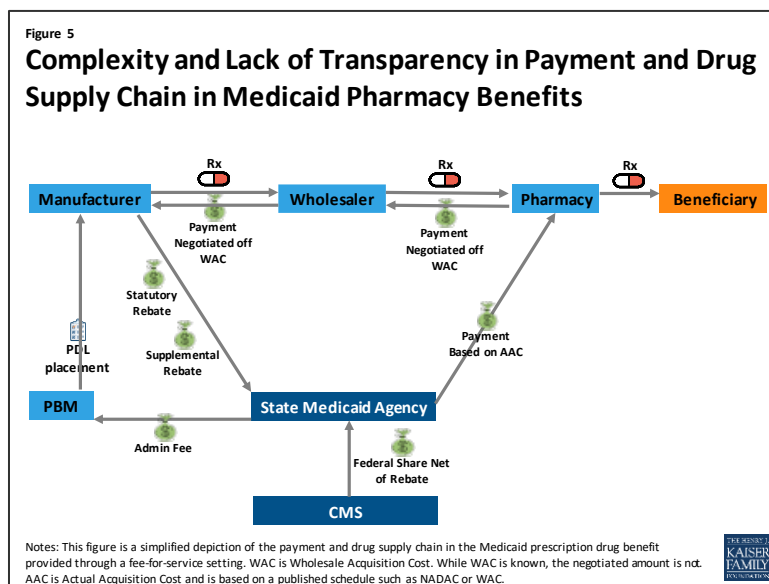 Figure 5
Complexity and Lack of Transparency in Payment and Drug
Supply Chain in Medicaid Pharmacy Benefits
Rx
Rx
Rx
Manufacturer
Wholesaler
Pharmacy
Beneficiary
Payment
Negotiated off
WAC
Payment
Negotiated off
WAC
Statutory
Rebate
Supplemental
Rebate
Payment
Based on AAC
PDL
placement
PBM
State Medicaid Agency
Admin Fee
Federal Share Net
of Rebate
CMS
Notes: This figure is a simplified depiction of the payment and drug supply chain in the Medicaid prescription drug benefit
provided through a fee-for-service setting. WAC is Wholesale Acquisition Cost. While WAC is known, the negotiated amount is not.
AAC is Actual Acquisition Cost and is based on a published schedule such as NADAC or WAC.
THE HENRY J.
KAISER
FAMILY
FOUNDATION